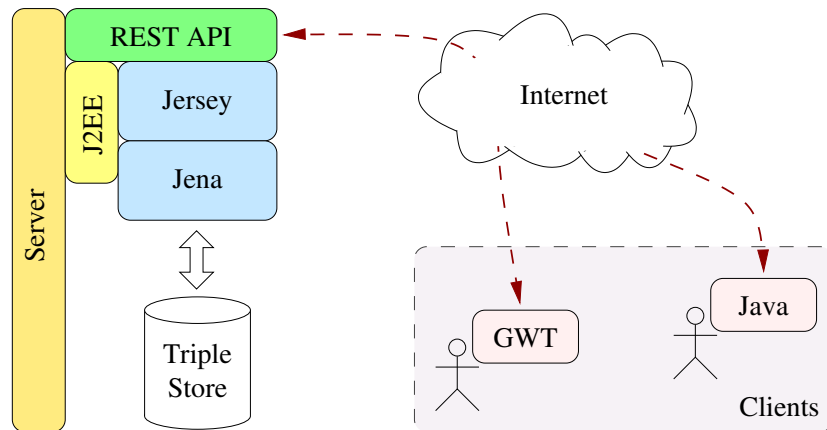 REST API
Jersey
J2EE
Jena
Server
Triple
Store
Internet
GWT
Java
Clients